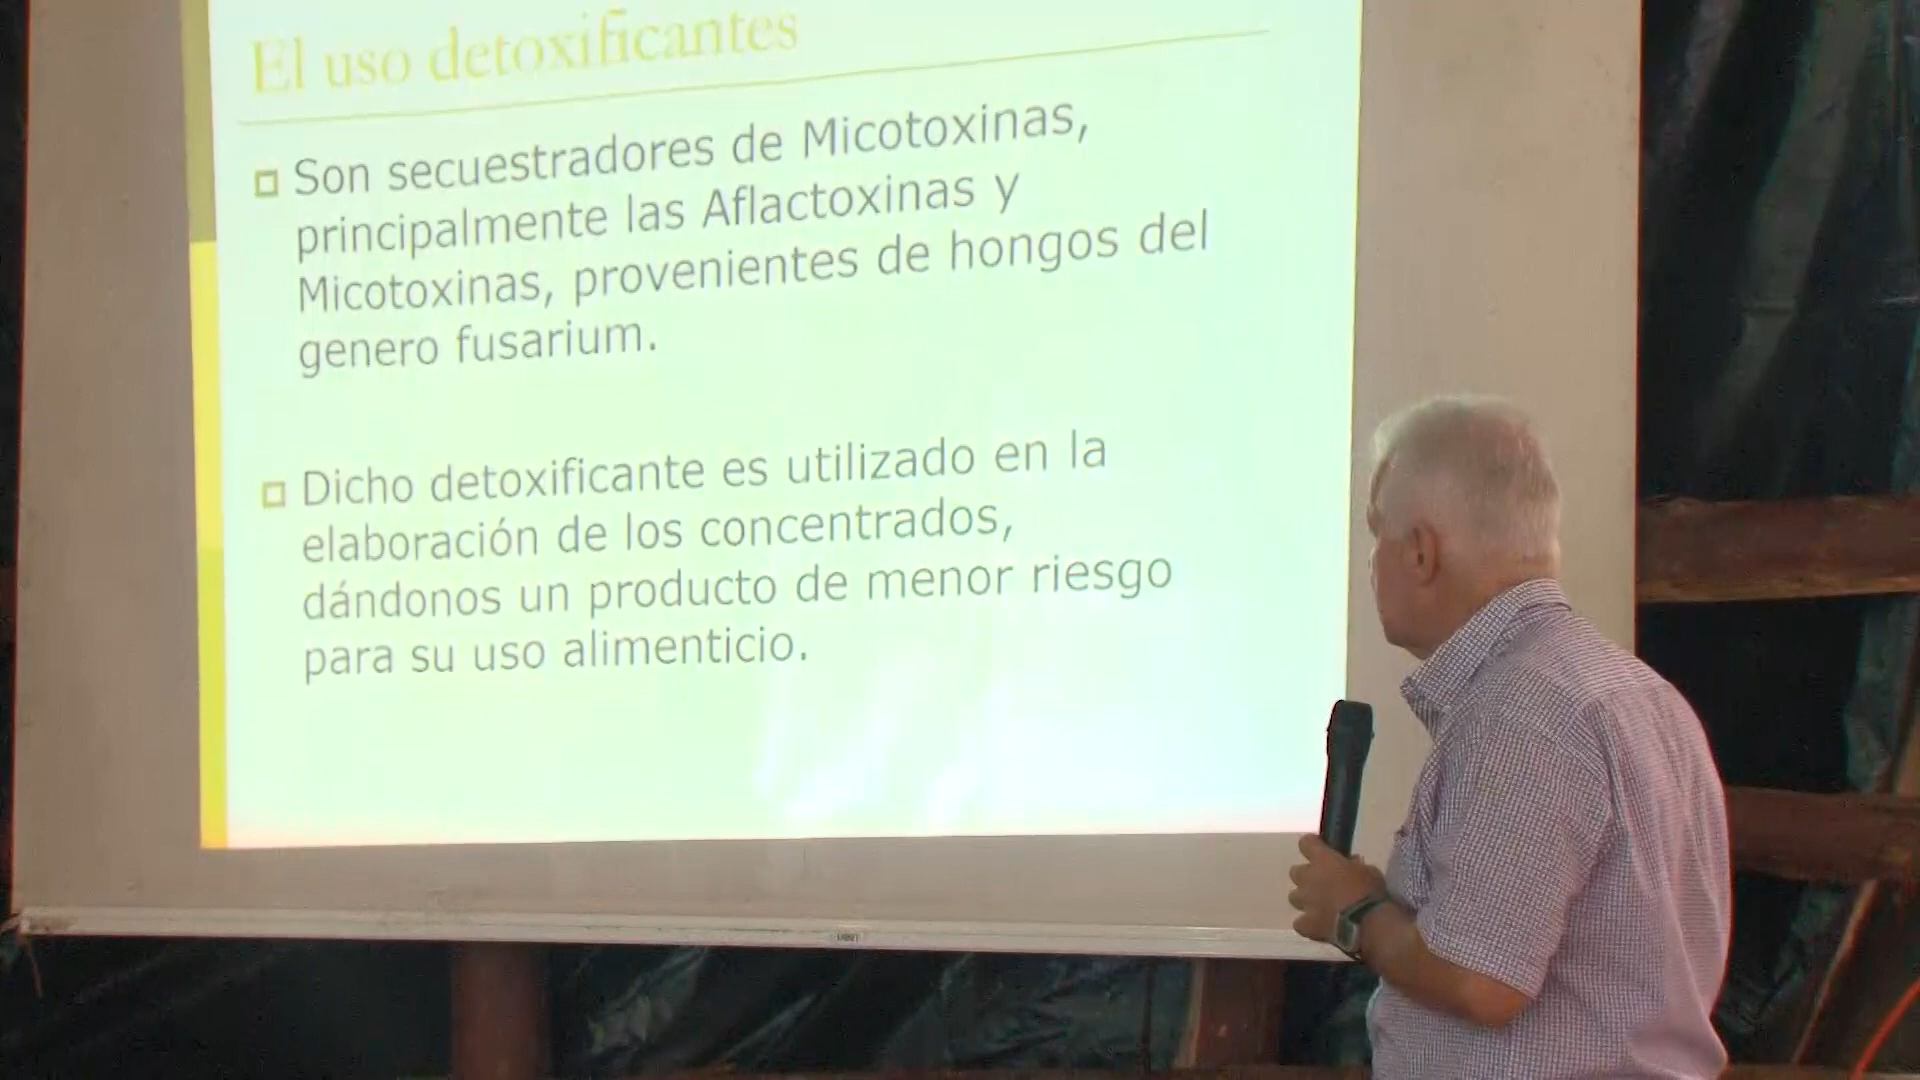 El uso detoxificantes
Son secuestradores de Micotoxinas,
principalmente las Aflactoxinas y
Micotoxinas, provenientes de hongos del
genero fusarium.
Dicho detoxificante es utilizado en la
elaboración de los concentrados,
dándonos un producto de menor riesgo
para su uso alimenticio.